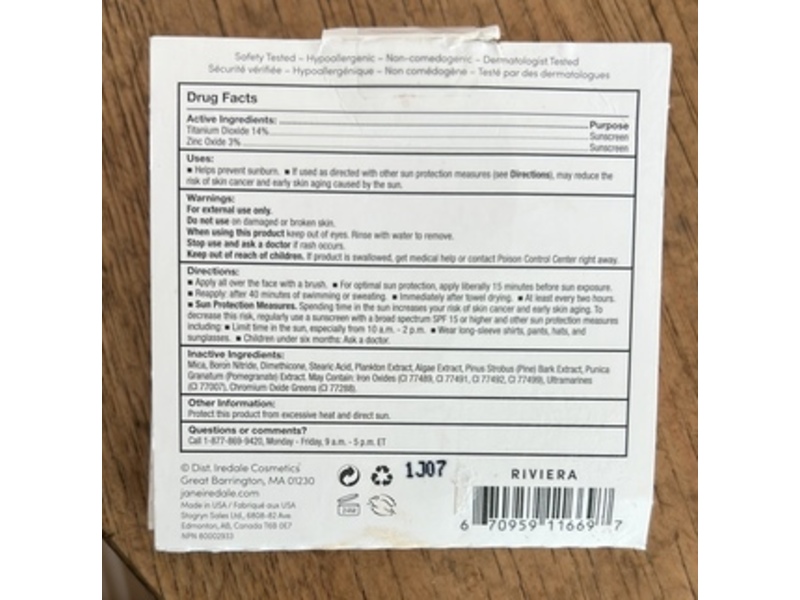 Safety Tested – Hypoallergenic – Non-comedogenic – Dermatologist Tested
Sécurité vérifiée – Hypoallergénique – Non comédogène – Testé par des dermatologues
Drug Facts
Active Ingredients: Purpose
Titanium Dioxide 14% Sunscreen
Zinc Oxide 3% Sunscreen
Uses:
■ Helps prevent sunburn. ■ If used as directed with other sun protection measures (see Directions), may reduce the
risk of skin cancer and early skin aging caused by the sun.
Warnings:
For external use only.
Do not use on damaged or broken skin.
When using this product keep out of eyes. Rinse with water to remove.
Stop use and ask a doctor if rash occurs.
Keep out of reach of children. If product is swallowed, get medical help or contact Poison Control Center right away.
Directions:
■ Apply all over the face with a brush. ■ For optimal sun protection, apply liberally 15 minutes before sun exposure.
■ Reapply: after 40 minutes of swimming or sweating. ■ Immediately after towel drying. ■ At least every two hours.
■ Sun Protection Measures. Spending time in the sun increases your risk of skin cancer and early skin aging. To
decrease this risk, regularly use a sunscreen with a broad spectrum SPF 15 or higher and other sun protection measures
including: ■ Limit time in the sun, especially from 10 a.m. - 2 p.m. ■ Wear long-sleeve shirts, pants, hats, and
sunglasses. ■ Children under six months: Ask a doctor.
Inactive Ingredients:
Mica, Boron Nitride, Dimethicone, Stearic Acid, Plankton Extract, Algae Extract, Pinus Strobus (Pine) Bark Extract, Punica
Granatum (Pomegranate) Extract. May Contain: Iron Oxides (CI 77489, CI 77491, CI 77492, CI 77499), Ultramarines
(CI 77007), Chromium Oxide Greens (CI 77288).
Other Information:
Protect this product from excessive heat and direct sun.
Questions or comments?
Call 1-877-869-9420, Monday - Friday, 9 a.m. - 5 p.m. ET
© Dist. Iredale Cosmetics
Great Barrington, MA 01230
janeiredale.com
Made in USA / Fabriqué aux USA
Stogryn Sales Ltd., 6808-82 Ave
Edmonton, AB, Canada T6B 0E7
NPN 80002933
1J07
24M
RIVIERA
6 70959 11669 7